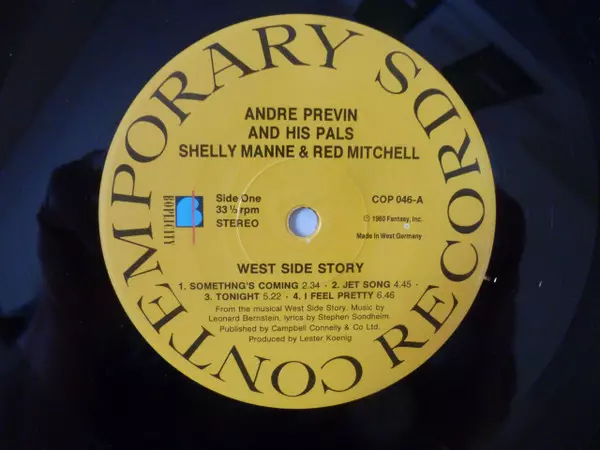 CONTEMPORARY RECORDS
ANDRE PREVIN
AND HIS PALS
SHELLY MANNE & RED MITCHELL
BOPLICITY
B
Side One
33 ⅓ rpm
STEREO
COP 046-A
℗ 1960 Fantasy, Inc.
Made in West Germany
WEST SIDE STORY
1. SOMETHNG'S COMING 2.34 · 2. JET SONG 4.45 ·
3. TONIGHT 5.22 · 4. I FEEL PRETTY 6.46
From the musical West Side Story. Music by
Leonard Bernstein, lyrics by Stephen Sondheim.
Published by Campbell Connelly & Co Ltd.
Produced by Lester Koenig